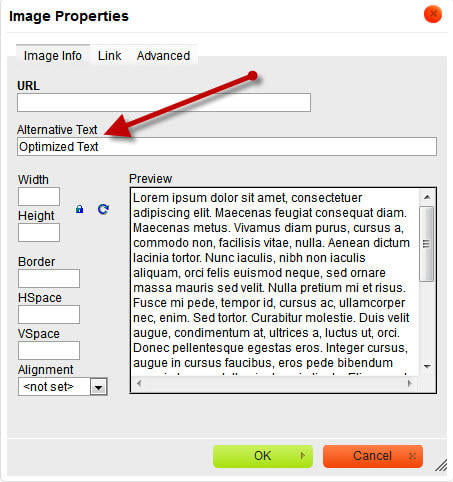 Image Properties
Image Info Link Advanced
URL
Alternative Text
Optimized Text
Width
Height
Border
HSpace
VSpace
Alignment
<not set>
Preview
Lorem ipsum dolor sit amet, consectetuer
adipiscing elit. Maecenas feugiat consequat diam.
Maecenas metus. Vivamus diam purus, cursus a,
commodo non, facilisis vitae, nulla. Aenean dictum
lacinia tortor. Nunc iaculis, nibh non iaculis
aliquam, orci felis euismod neque, sed ornare
massa mauris sed velit. Nulla pretium mi et risus.
Fusce mi pede, tempor id, cursus ac, ullamcorper
nec, enim. Sed tortor. Curabitur molestie. Duis velit
augue, condimentum at, ultrices a, luctus ut, orci.
Donec pellentesque egestas eros. Integer cursus,
augue in cursus faucibus, eros pede bibendum
OK Cancel